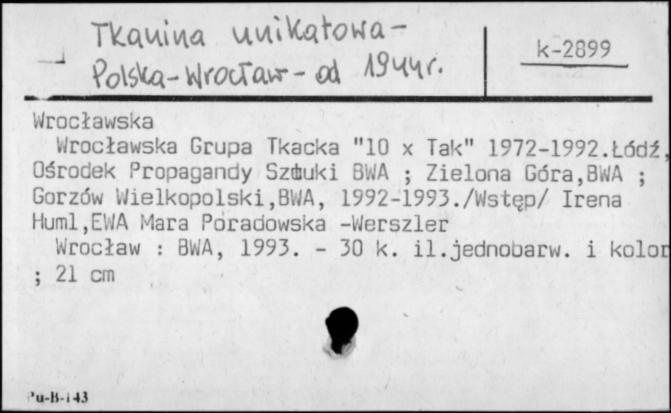 Tkanina unikatowa-
Polska-Wrocław-od 1944r.
k-2899
Wrocławska
Wrocławska Grupa Tkacka "10 x Tak" 1972-1992.Łódź,
Ośrodek Propagandy Sztuki BWA ; Zielona Góra,BWA ;
Gorzów Wielkopolski,BWA, 1992-1993./Wstęp/ Irena
Huml,EWA Mara Poradowska -Werszler
Wrocław : BWA, 1993. - 30 k. il.jednobarw. i kolor
; 21 cm
Pu-B-143